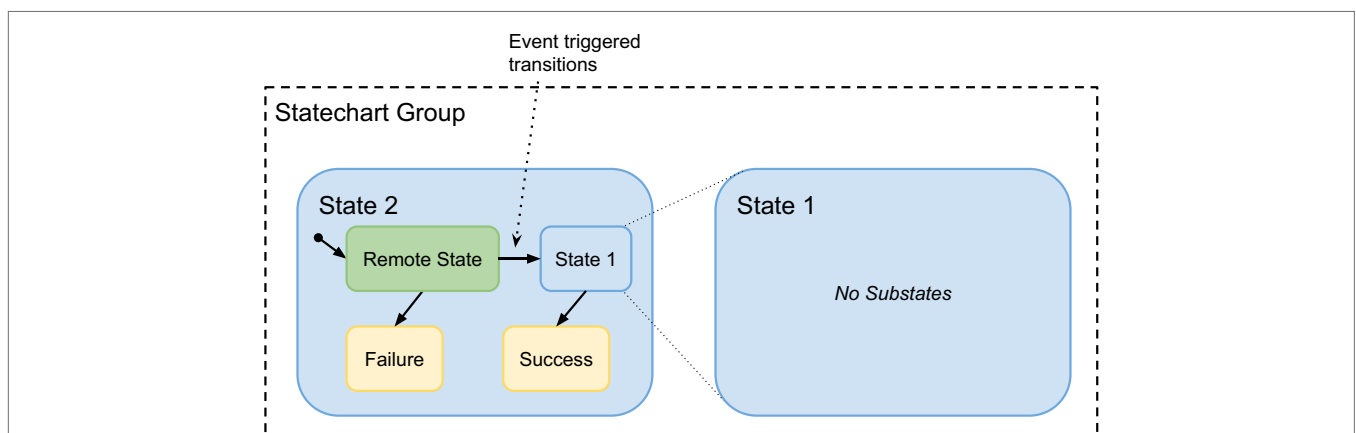 Event triggered
transitions
Statechart Group
State 2
State 1
Remote State
State 1
No Substates
Failure
Success